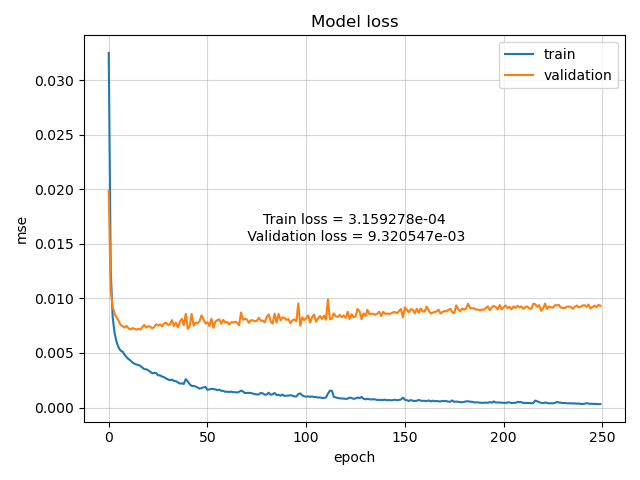 Model loss
train
validation
0.030
0.025
0.020
0.015
0.010
0.005
0.000
mse
Train loss = 3.159278e-04
Validation loss = 9.320547e-03
0 50 100 150 200 250
epoch